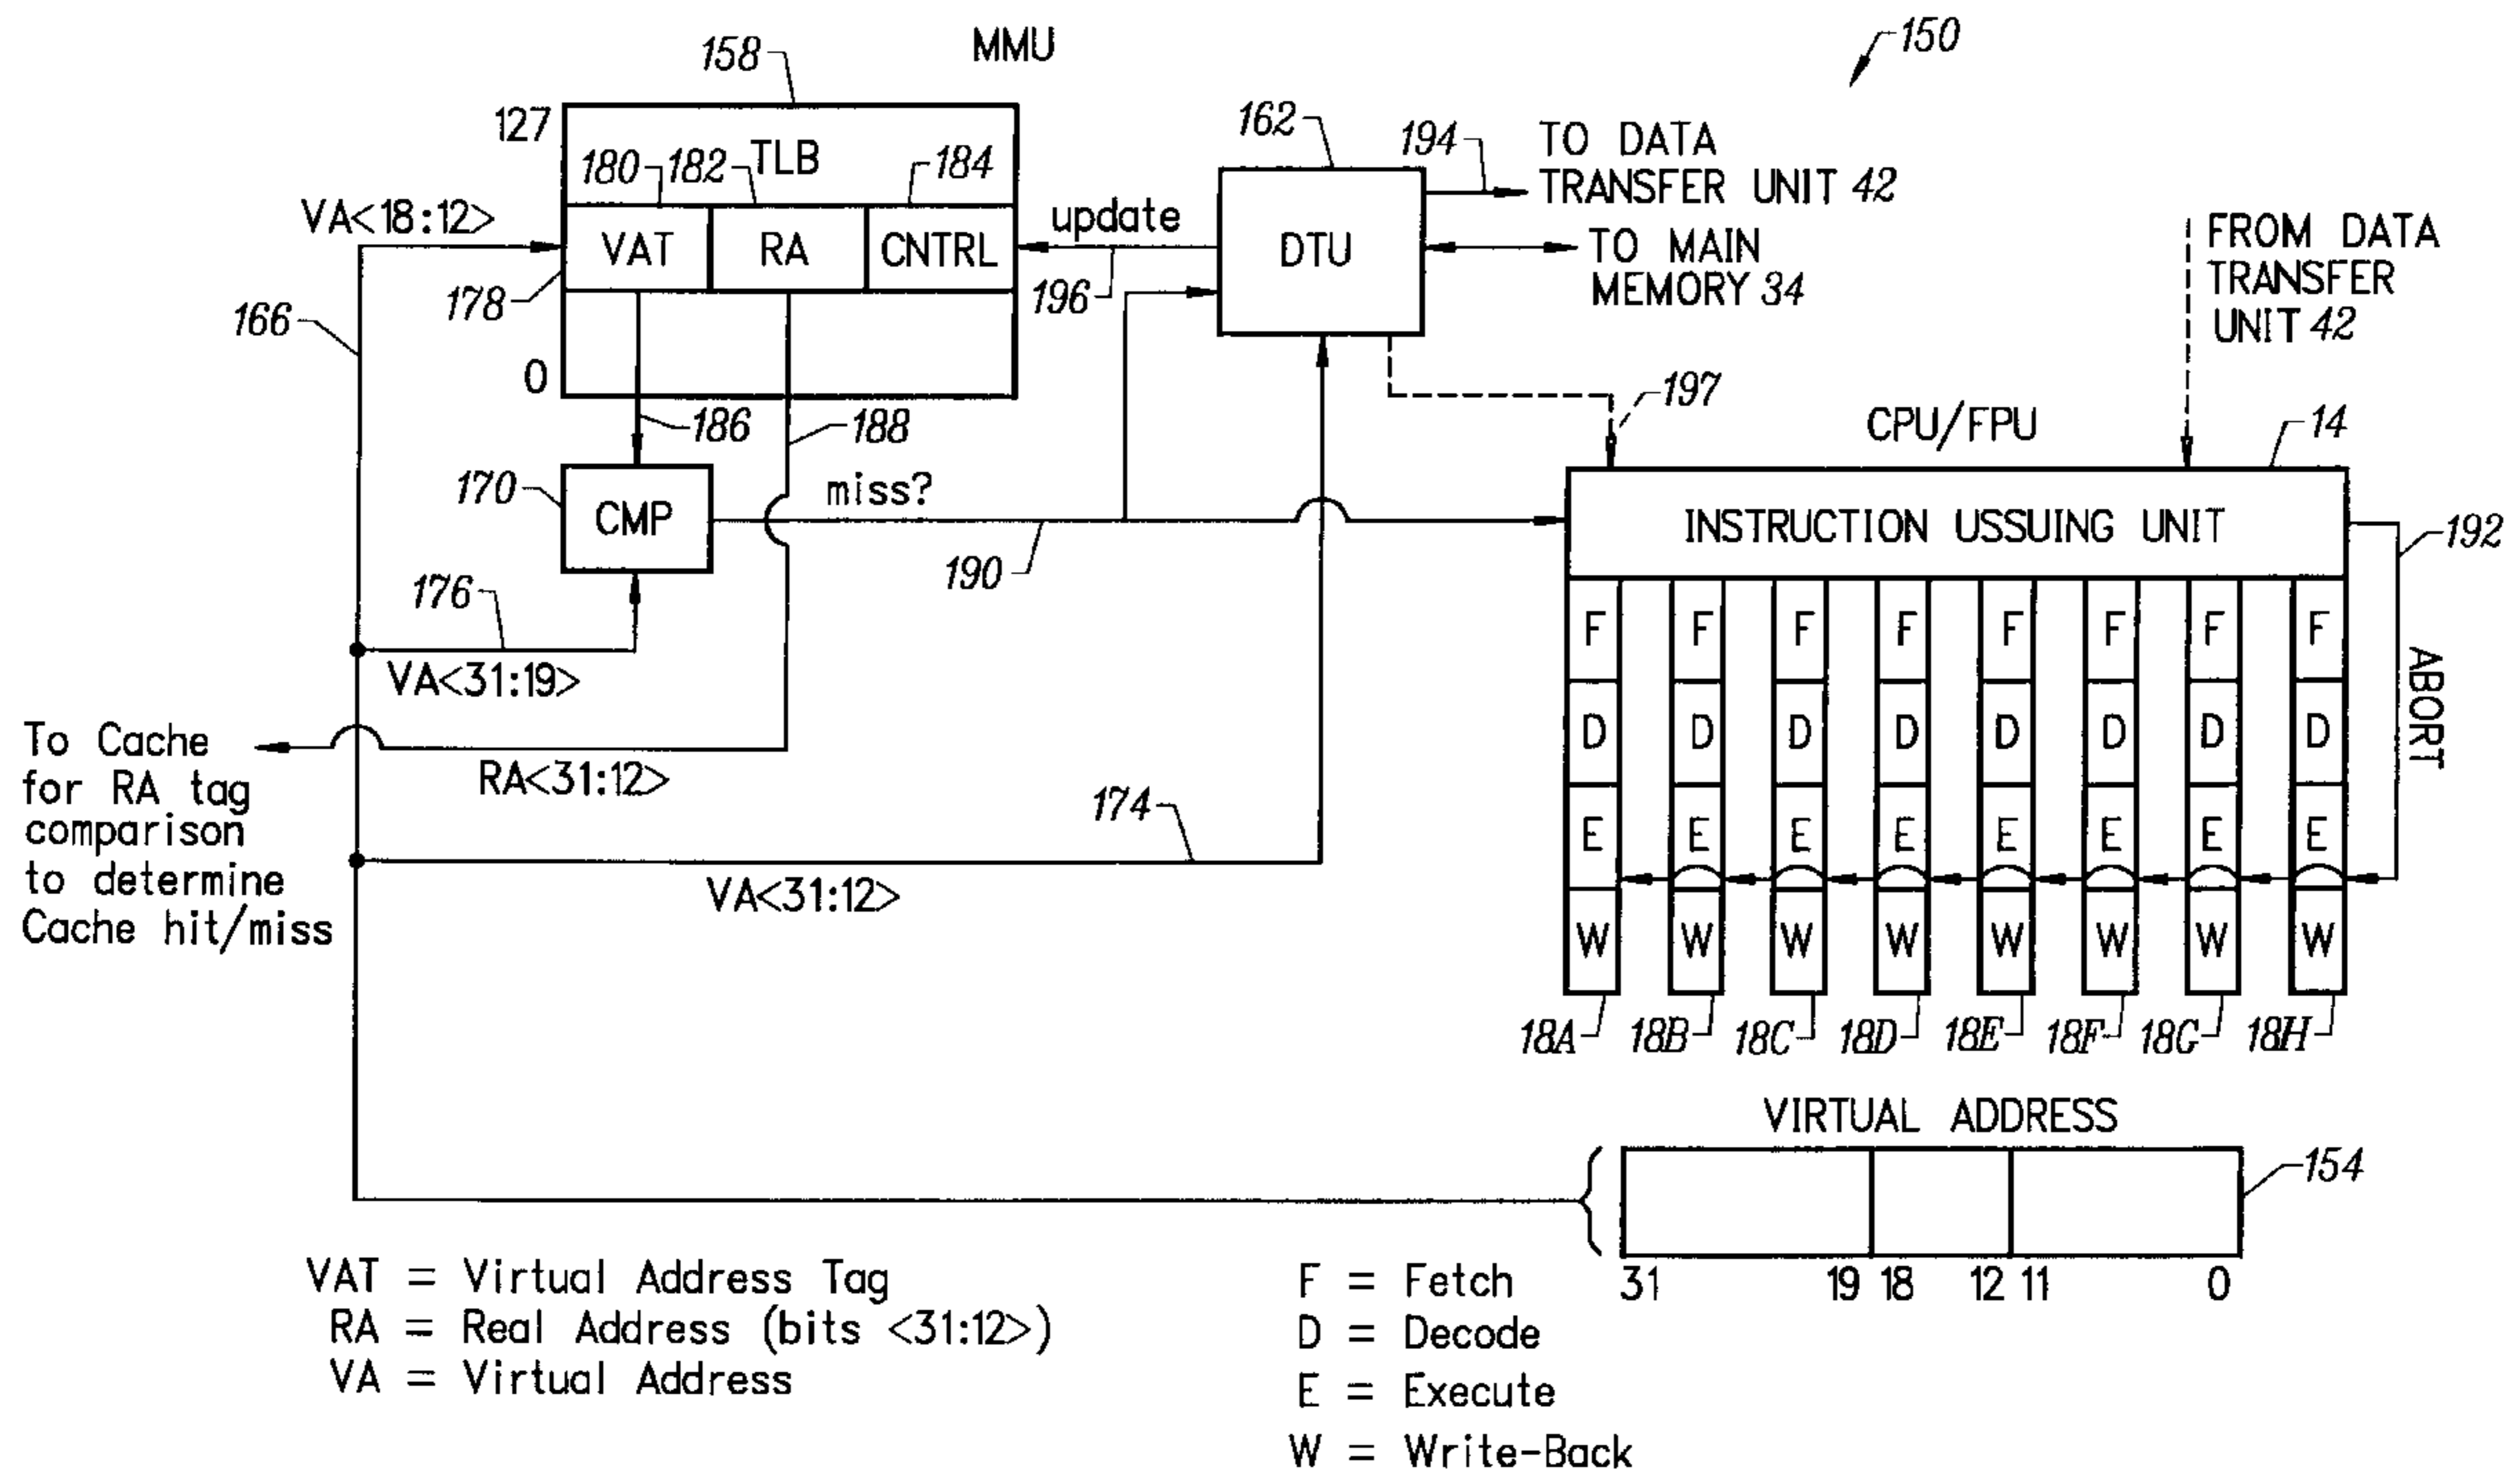 MMU
150
158
127
TLB
180
182
184
VA<18:12>
VAT
RA
CNTRL
178
166
0
update
196
162
DTU
194
TO DATA
TRANSFER UNIT 42
TO MAIN
MEMORY 34
FROM DATA
TRANSFER
UNIT 42
186
188
197
CPU/FPU
14
170
CMP
miss?
190
INSTRUCTION USSUING UNIT
192
176
VA<31:19>
F F F F F F F F
D D D D D D D D
E E E E E E E E
W W W W W W W W
ABORT
To Cache
for RA tag
comparison
to determine
Cache hit/miss
RA<31:12>
174
VA<31:12>
18A 18B 18C 18D 18E 18F 18G 18H
VIRTUAL ADDRESS
154
31 19 18 12 11 0
VAT = Virtual Address Tag
RA = Real Address (bits <31:12>)
VA = Virtual Address
F = Fetch
D = Decode
E = Execute
W = Write-Back